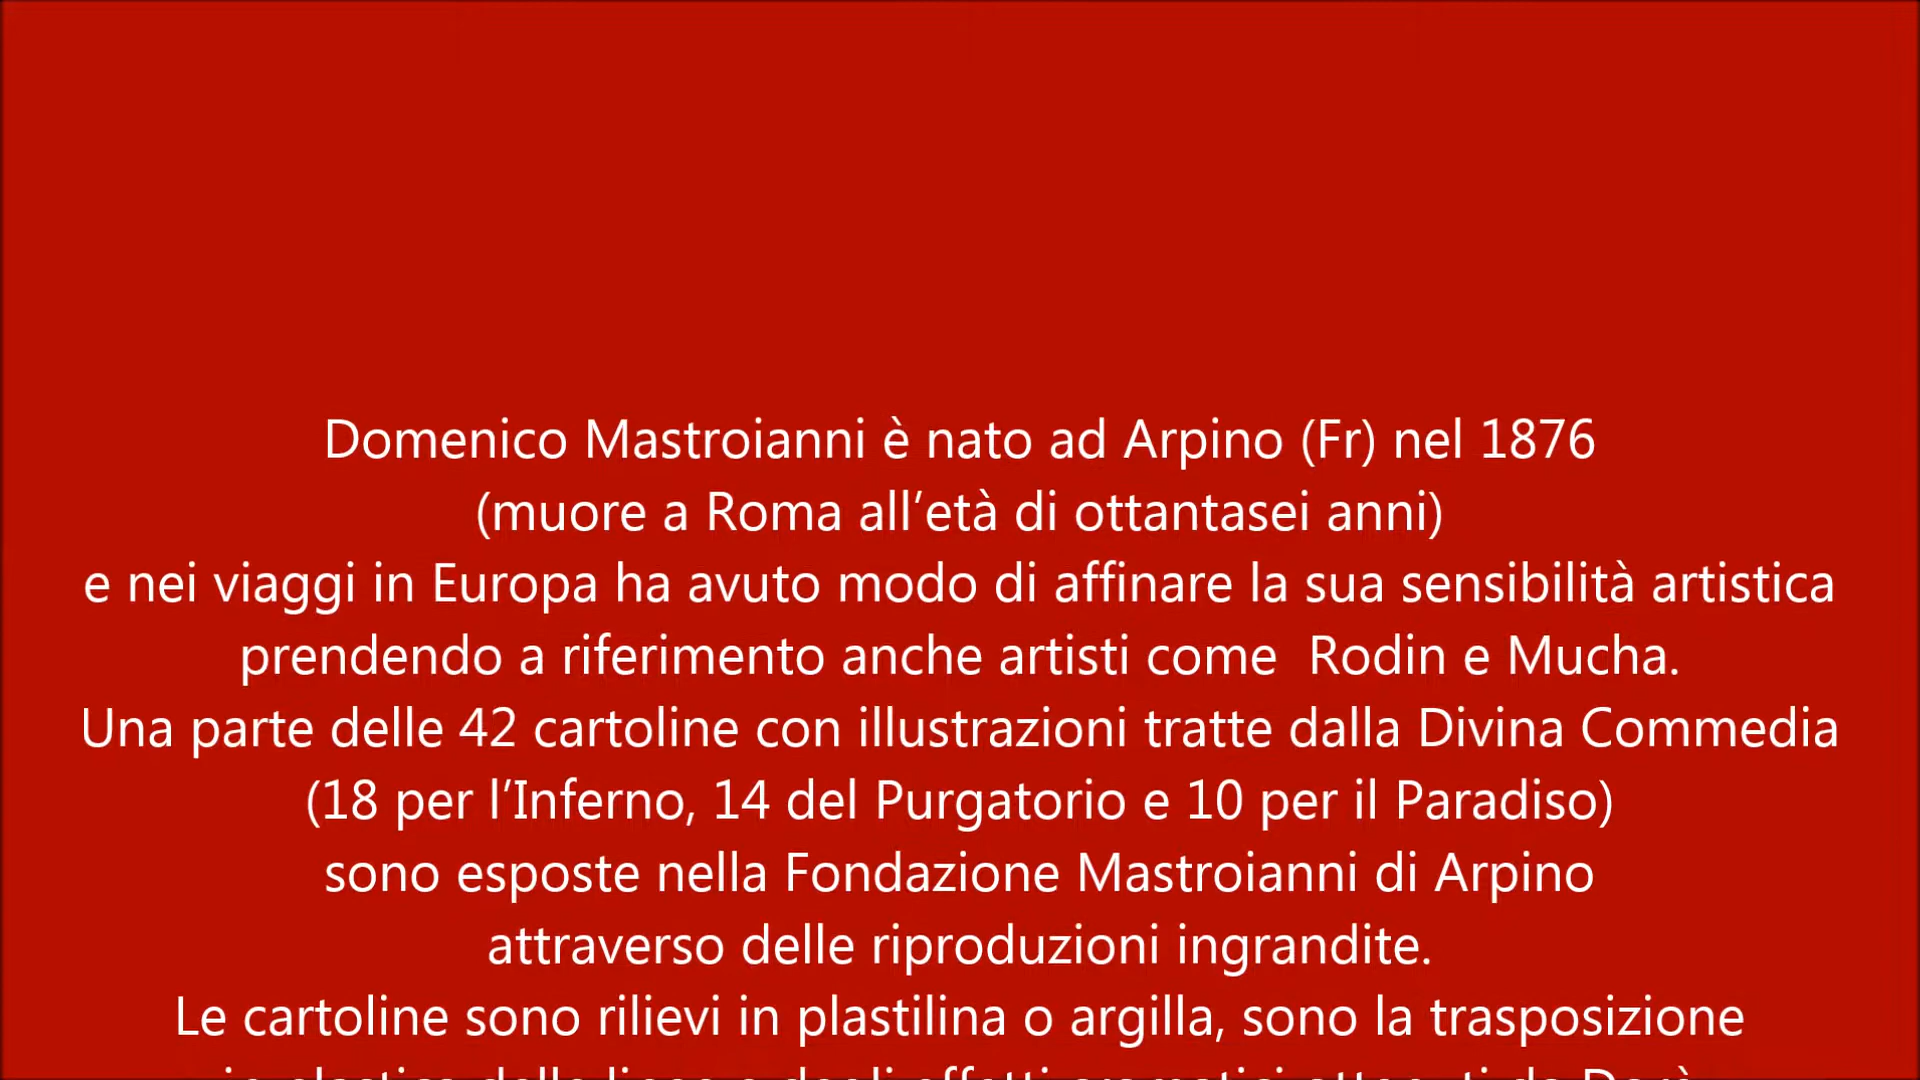 Domenico Mastroianni è nato ad Arpino (Fr) nel 1876
(muore a Roma all’età di ottantasei anni)
e nei viaggi in Europa ha avuto modo di affinare la sua sensibilità artistica
prendendo a riferimento anche artisti come Rodin e Mucha.
Una parte delle 42 cartoline con illustrazioni tratte dalla Divina Commedia
(18 per l’Inferno, 14 del Purgatorio e 10 per il Paradiso)
sono esposte nella Fondazione Mastroianni di Arpino
attraverso delle riproduzioni ingrandite.
Le cartoline sono rilievi in plastilina o argilla, sono la trasposizione